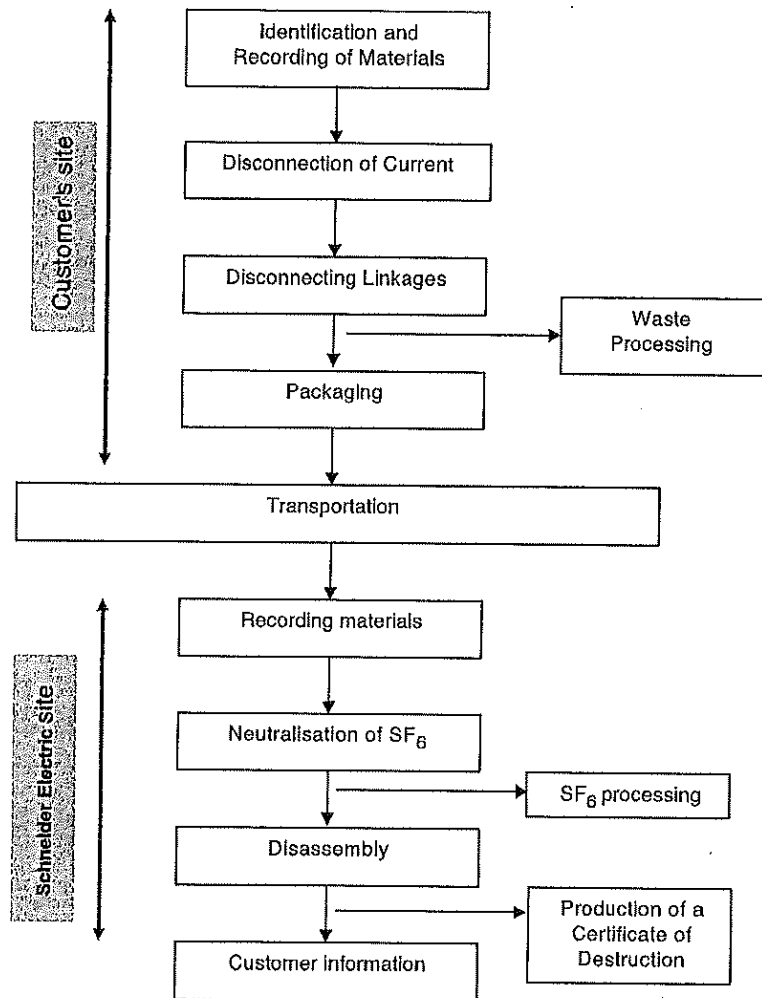 Identification and
Recording of Materials
Disconnection of Current
Customer's site
Disconnecting Linkages
Waste
Processing
Packaging
Transportation
Recording materials
Neutralisation of SF₆
Schneider Electric site
SF₆ processing
Disassembly
Production of a
Certificate of
Destruction
Customer information